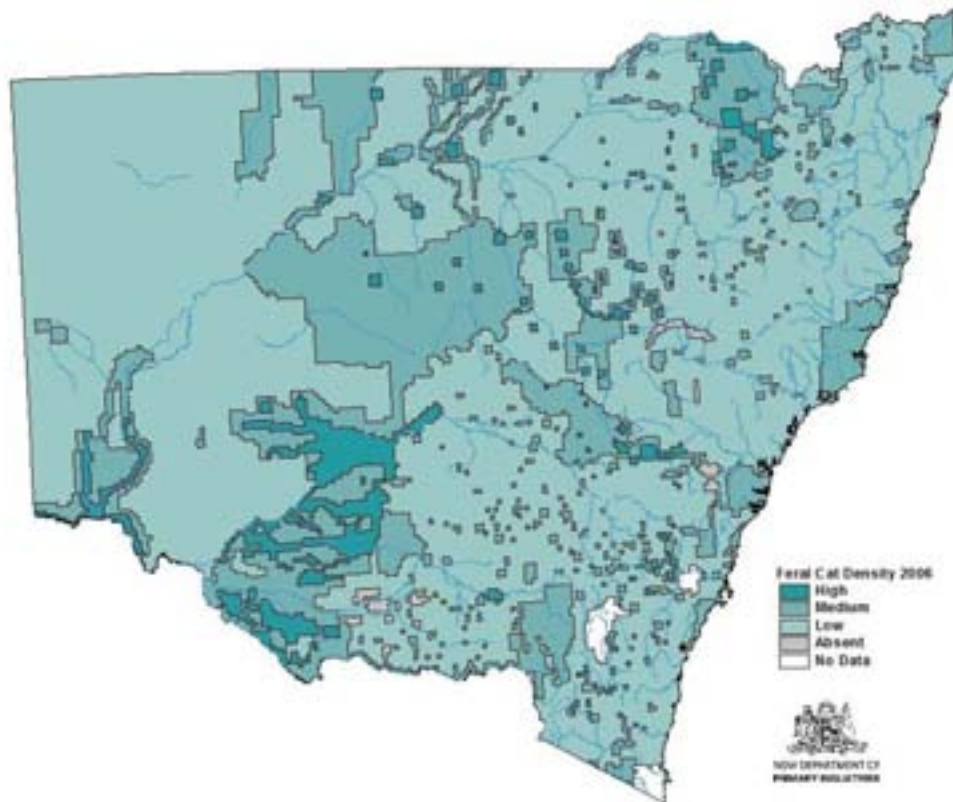 Feral Cat Density 2006
High
Medium
Low
Absent
No Data
NSW DEPARTMENT OF
PRIMARY INDUSTRIES